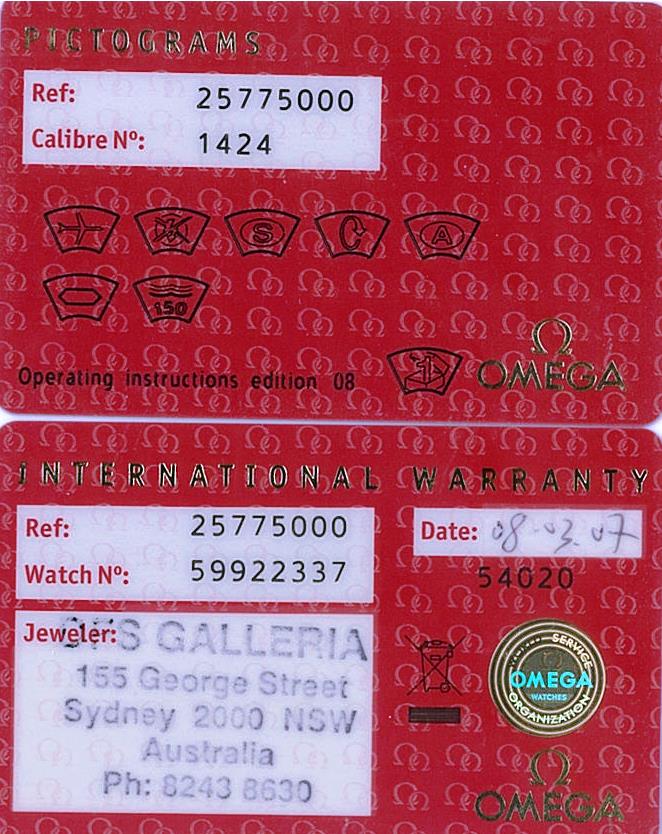 PICTOGRAMS
Ref: 25775000
Calibre Nº: 1424
S
A
150
Operating instructions edition 08
Ω
OMEGA
INTERNATIONAL WARRANTY
Ref: 25775000
Watch Nº: 59922337
Date: 08.03.07
54020
Jeweler: DFS GALLERIA
155 George Street
Sydney 2000 NSW
Australia
Ph: 8243 8630
WORLD SERVICE
OMEGA
WATCHES
ORGANIZATION
Ω
OMEGA